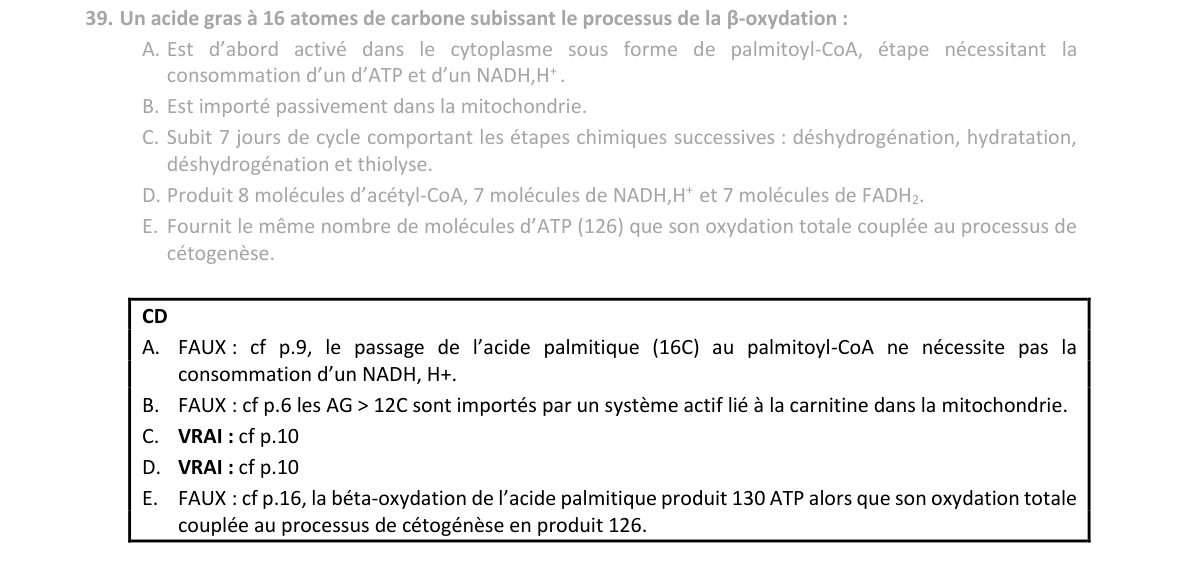 39. Un acide gras à 16 atomes de carbone subissant le processus de la β-oxydation :
A. Est d’abord activé dans le cytoplasme sous forme de palmitoyl-CoA, étape nécessitant la
consommation d’un d’ATP et d’un NADH,H⁺ .
B. Est importé passivement dans la mitochondrie.
C. Subit 7 jours de cycle comportant les étapes chimiques successives : déshydrogénation, hydratation,
déshydrogénation et thiolyse.
D. Produit 8 molécules d’acétyl-CoA, 7 molécules de NADH,H⁺ et 7 molécules de FADH₂.
E. Fournit le même nombre de molécules d’ATP (126) que son oxydation totale couplée au processus de
cétogenèse.
CD
A. FAUX : cf p.9, le passage de l’acide palmitique (16C) au palmitoyl-CoA ne nécessite pas la
consommation d’un NADH, H+.
B. FAUX : cf p.6 les AG > 12C sont importés par un système actif lié à la carnitine dans la mitochondrie.
C. VRAI : cf p.10
D. VRAI : cf p.10
E. FAUX : cf p.16, la béta-oxydation de l’acide palmitique produit 130 ATP alors que son oxydation totale
couplée au processus de cétogénèse en produit 126.